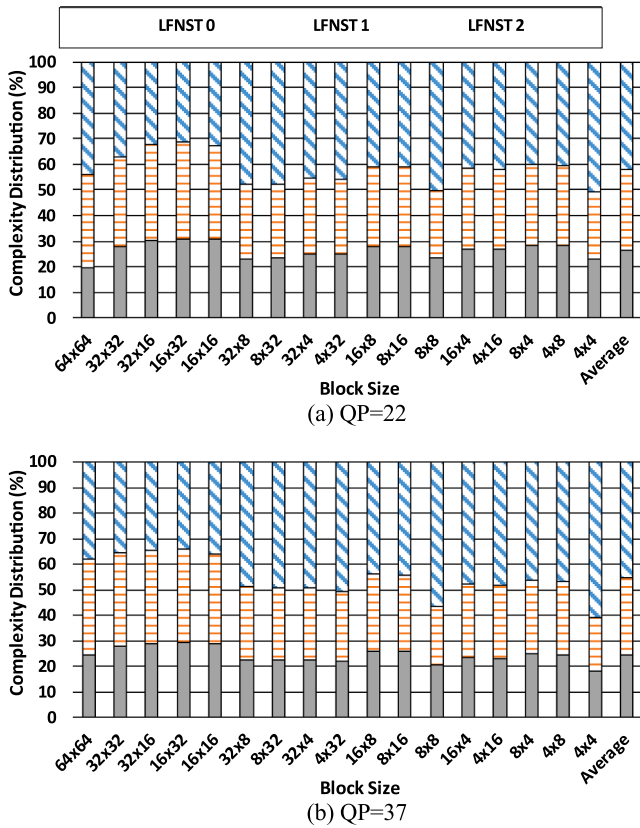 LFNST 0 LFNST 1 LFNST 2
Complexity Distribution (%)
100
90
80
70
60
50
40
30
20
10
0
64x64 32x32 32x16 16x32 16x16 32x8 8x32 32x4 4x32 16x8 8x16 8x8 16x4 4x16 8x4 4x8 4x4 Average
Block Size
(a) QP=22
Complexity Distribution (%)
100
90
80
70
60
50
40
30
20
10
0
64x64 32x32 32x16 16x32 16x16 32x8 8x32 32x4 4x32 16x8 8x16 8x8 16x4 4x16 8x4 4x8 4x4 Average
Block Size
(b) QP=37